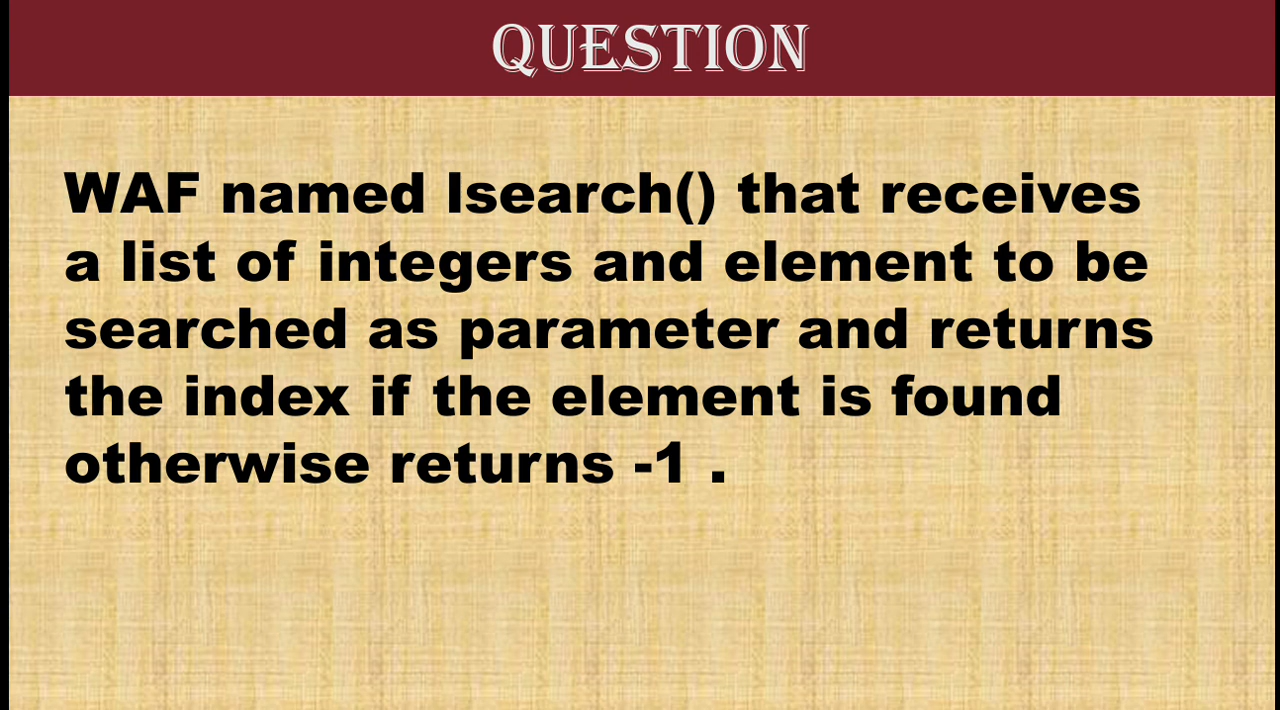 QUESTION
WAF named lsearch() that receives
a list of integers and element to be
searched as parameter and returns
the index if the element is found
otherwise returns -1 .